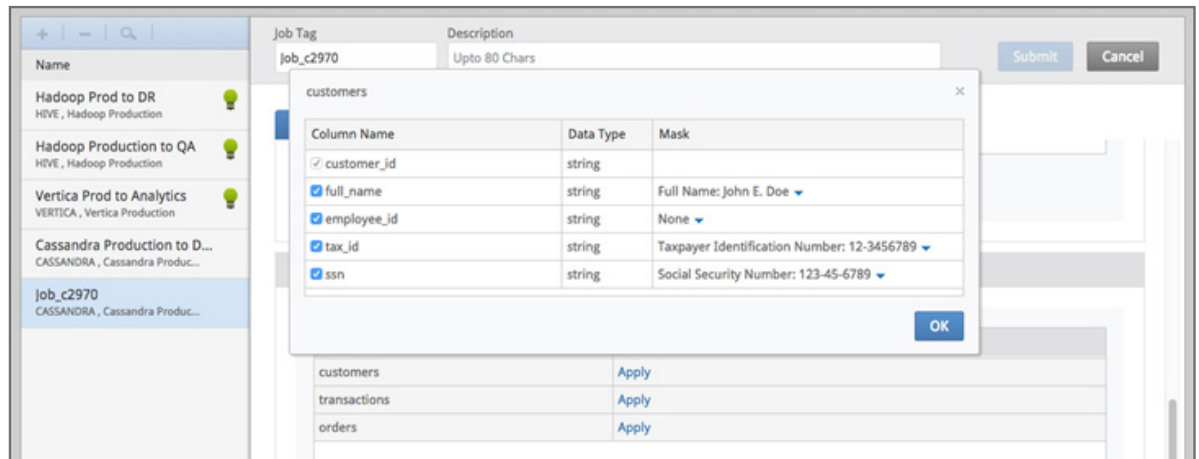 Name
Hadoop Prod to DR
HIVE , Hadoop Production
Hadoop Production to QA
HIVE , Hadoop Production
Vertica Prod to Analytics
VERTICA , Vertica Production
Cassandra Production to D...
CASSANDRA , Cassandra Produc...
Job_c2970
CASSANDRA , Cassandra Produc...
Job Tag Description
Job_c2970 Upto 80 Chars Submit Cancel
customers
Column Name Data Type Mask
customer_id string
full_name string Full Name: John E. Doe
employee_id string None
tax_id string Taxpayer Identification Number: 12-3456789
ssn string Social Security Number: 123-45-6789
OK
customers Apply
transactions Apply
orders Apply